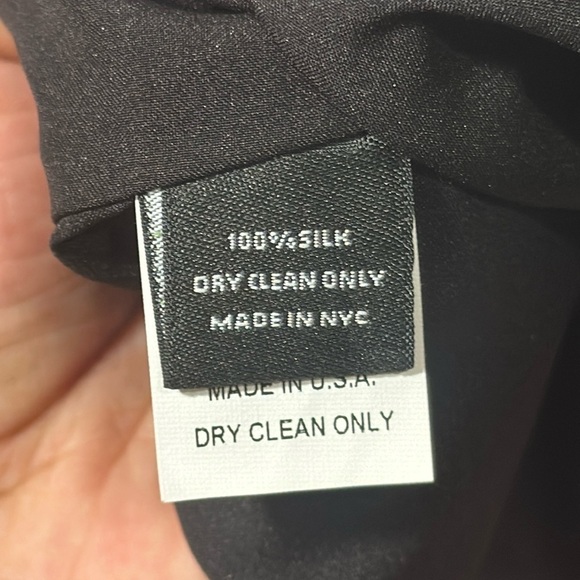 100% SILK
DRY CLEAN ONLY
MADE IN NYC
MADE IN U.S.A.
DRY CLEAN ONLY